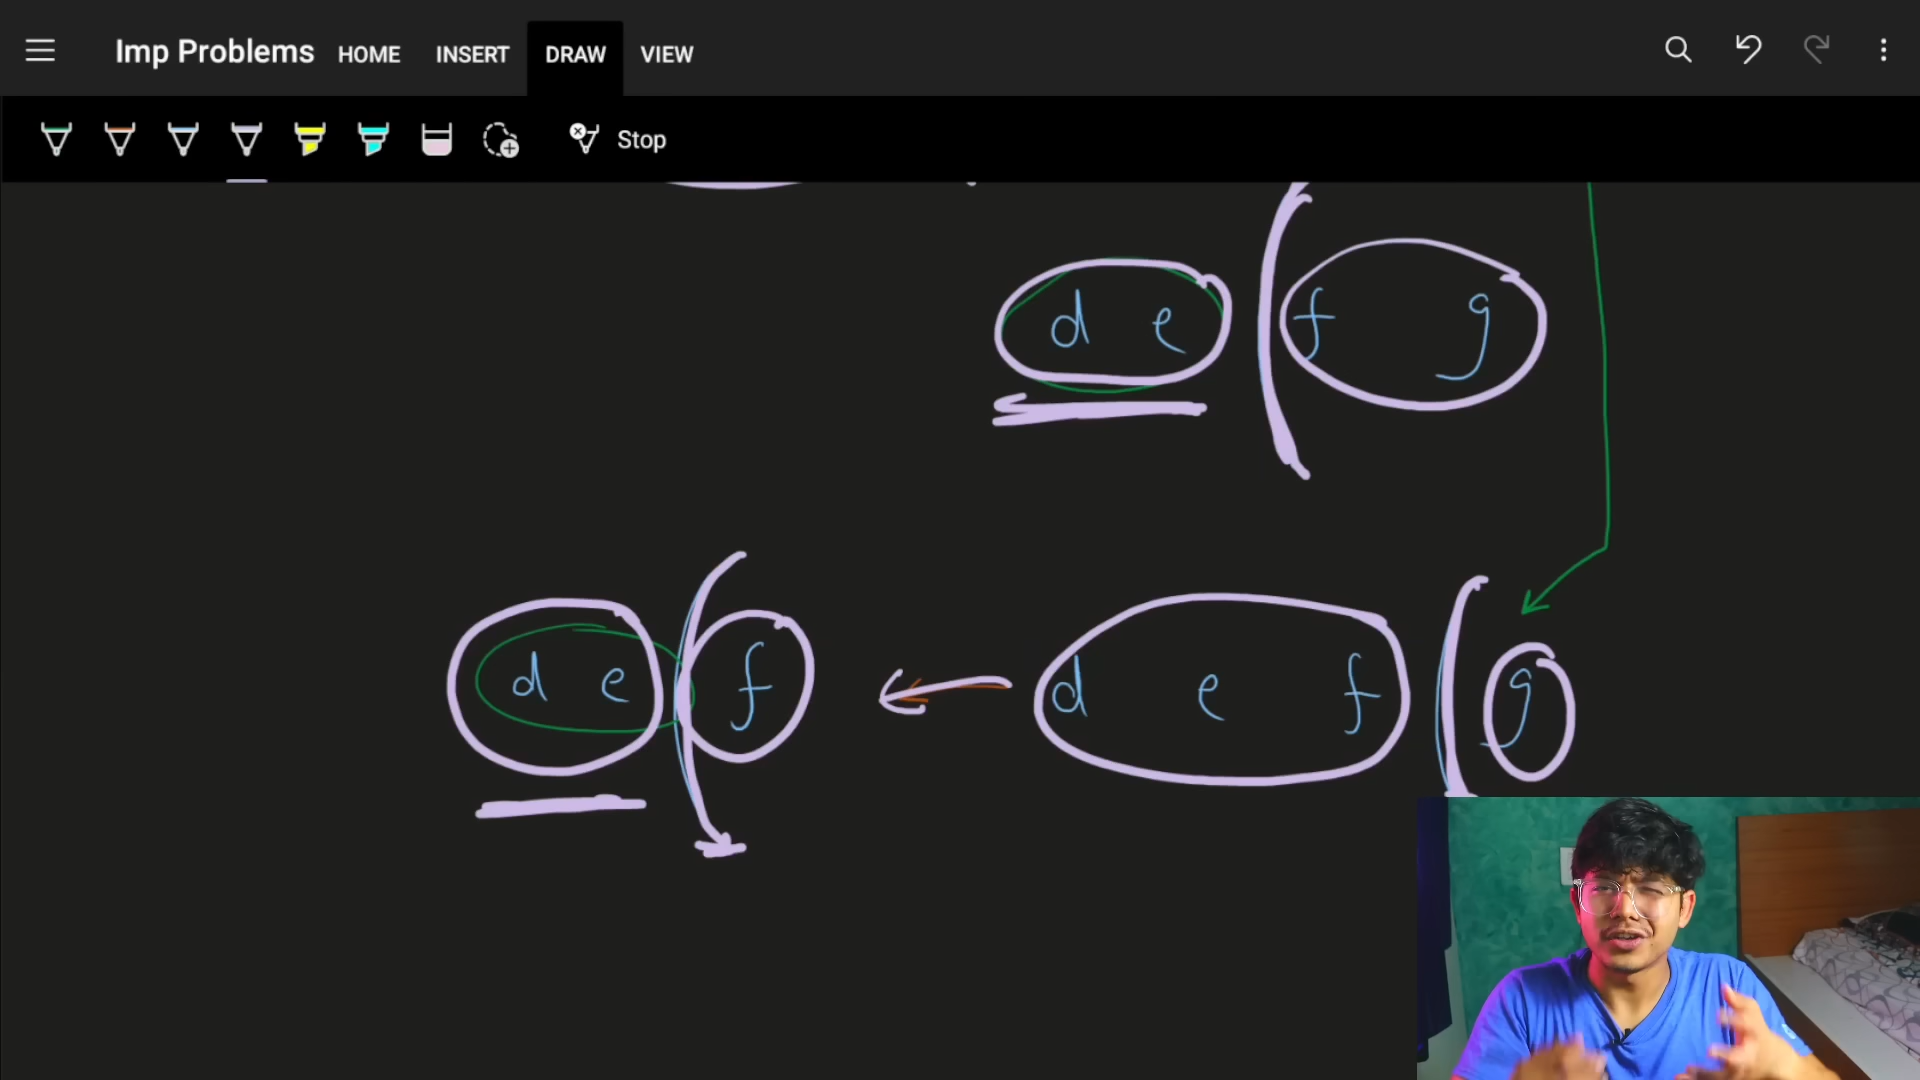 Imp Problems HOME INSERT DRAW VIEW
Stop
d e f g
d e f d e f g